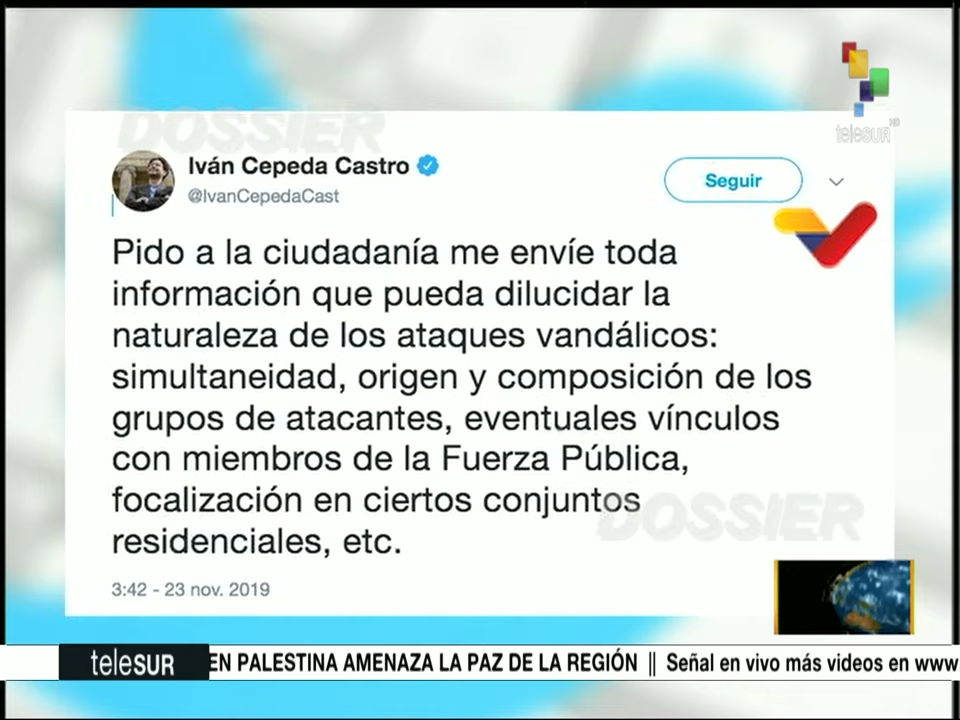 DOSSIER
teleSUR HD
Iván Cepeda Castro
@IvanCepedaCast
Seguir
Pido a la ciudadanía me envíe toda
información que pueda dilucidar la
naturaleza de los ataques vandálicos:
simultaneidad, origen y composición de los
grupos de atacantes, eventuales vínculos
con miembros de la Fuerza Pública,
focalización en ciertos conjuntos
residenciales, etc.
DOSSIER
3:42 - 23 nov. 2019
teleSUR EN PALESTINA AMENAZA LA PAZ DE LA REGIÓN || Señal en vivo más videos en www.